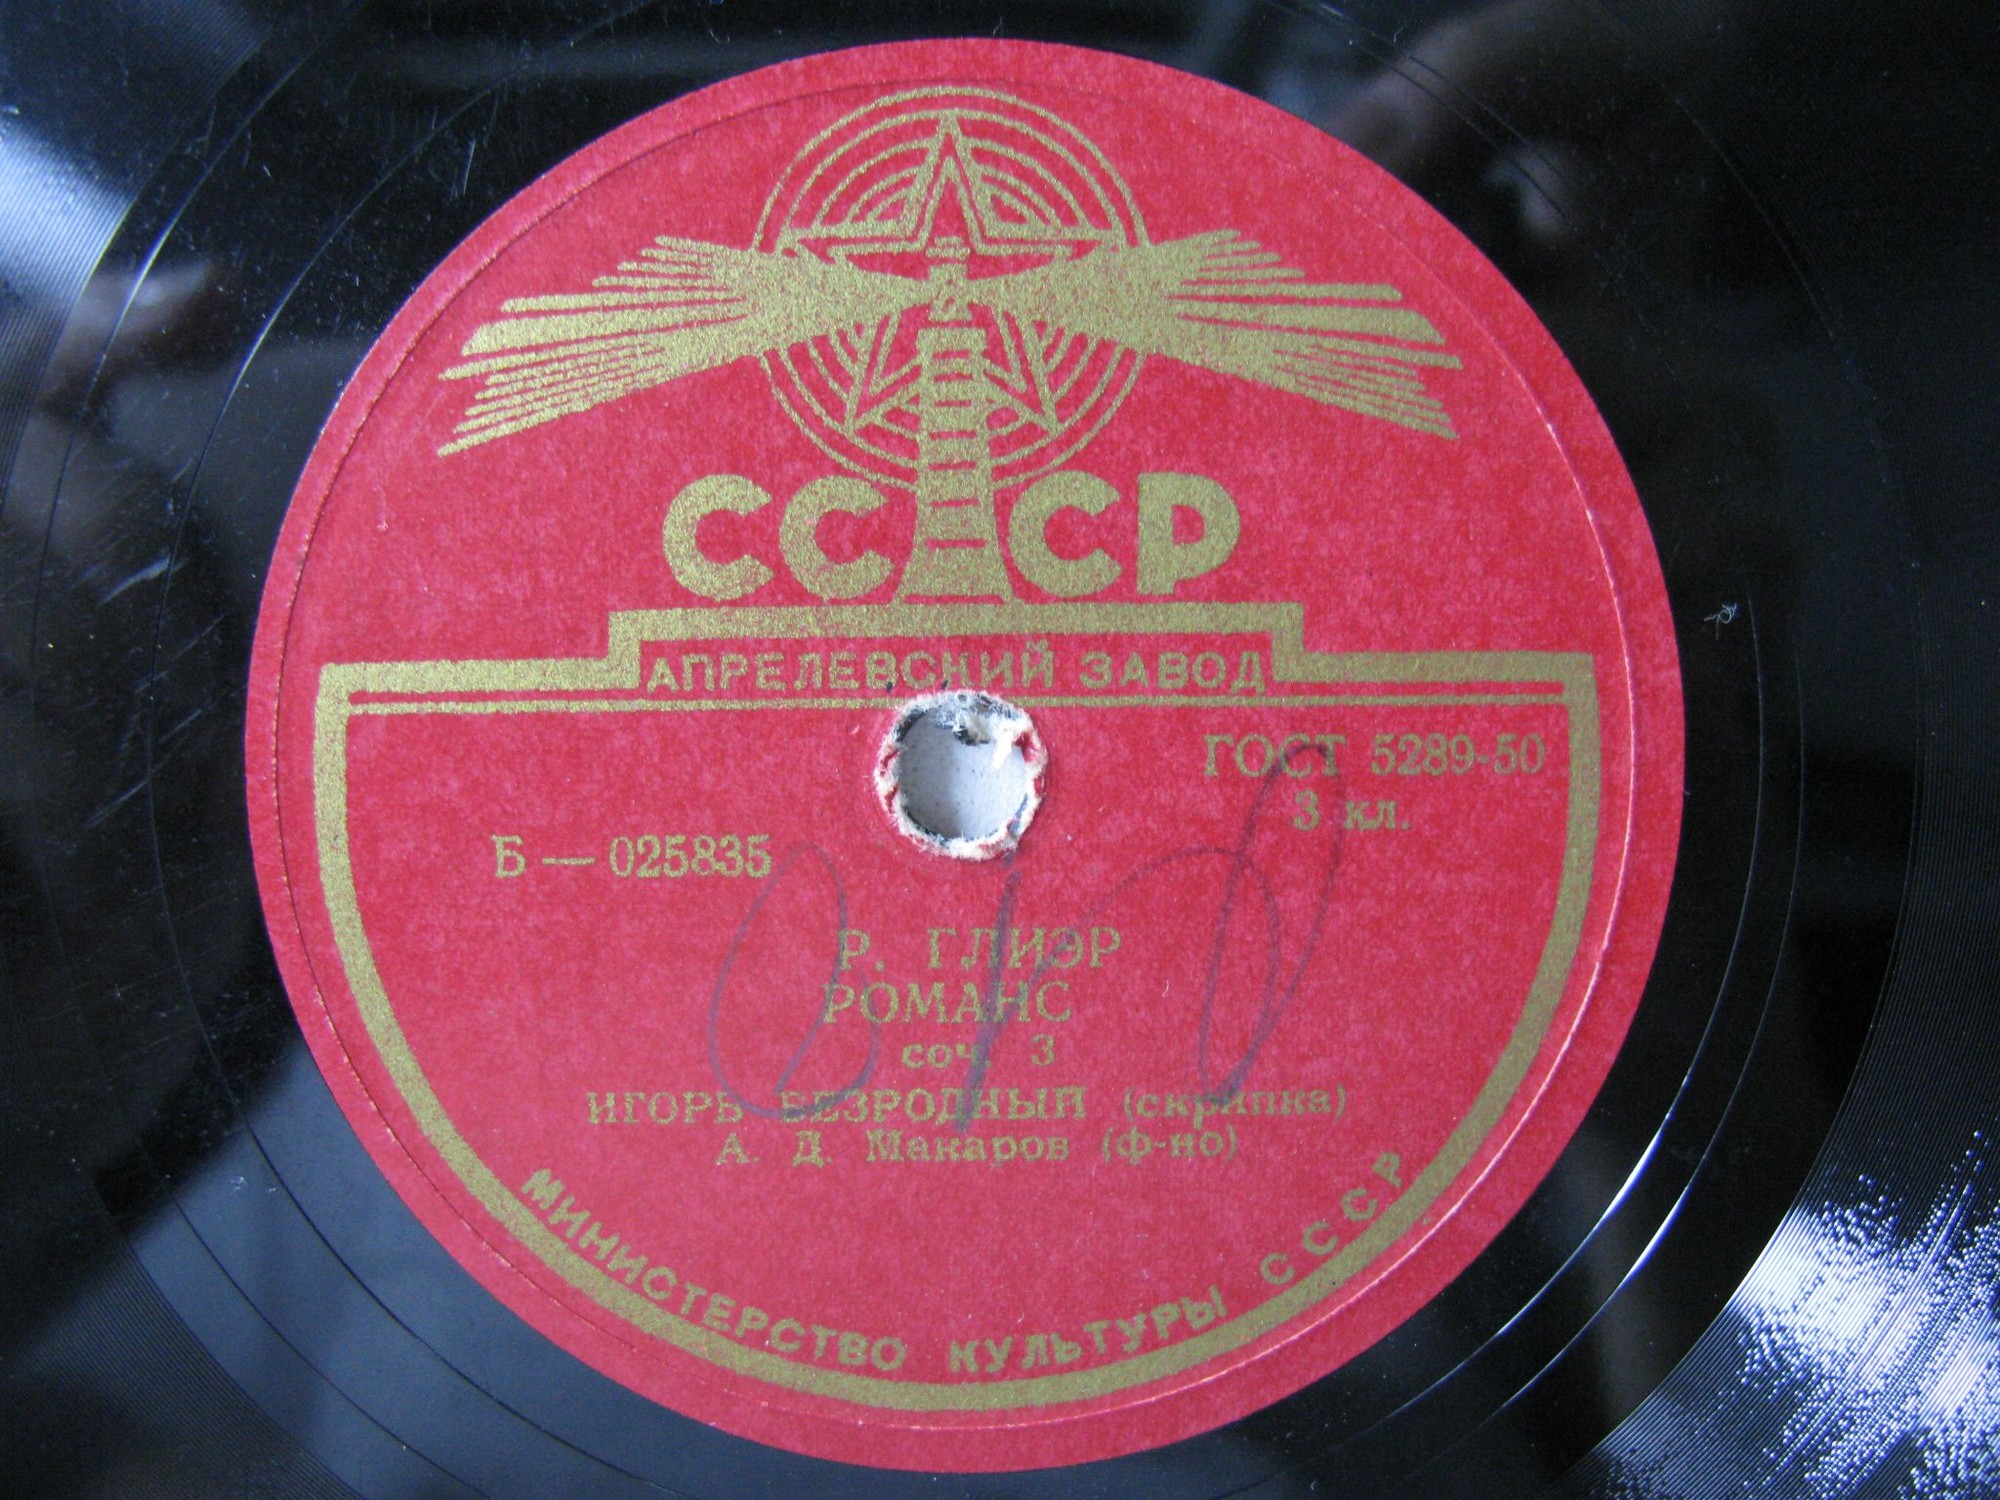 СССР
АПРЕЛЕВСКИЙ ЗАВОД
ГОСТ 5289-50
3 кл.
Б — 025835
Р. ГЛИЭР
РОМАНС
соч. 3
ИГОРЬ БЕЗРОДНЫЙ (скрипка)
А. Д. Макаров (ф-но)
МИНИСТЕРСТВО КУЛЬТУРЫ СССР